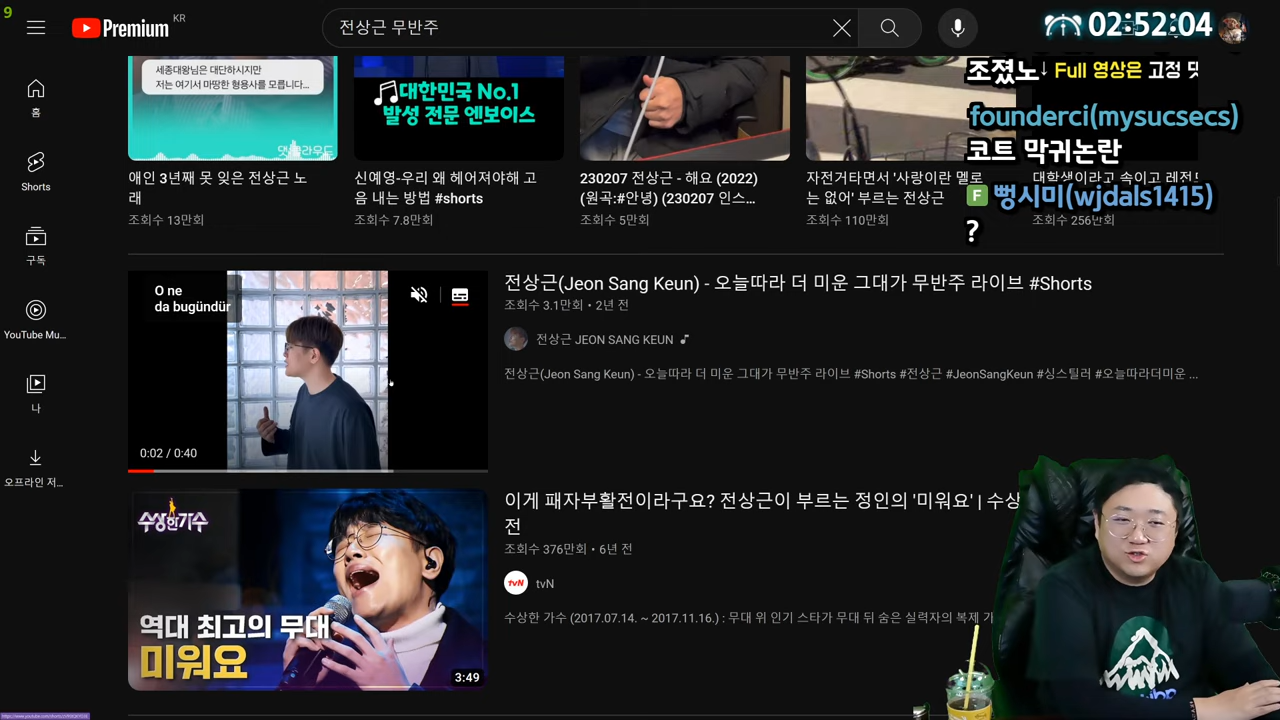 9
Premium KR
전상근 무반주
02:52:04
세종대왕님은 대단하시지만
저는 여기서 마땅한 형용사를 모릅니다...
대한민국 No.1
발성 전문 엔보이스
조졌노↓ Full 영상은 고정 댓
founderci(mysucsecs)
코트 막귀논란
F 뻥시미(wjdals1415)
?
홈
Shorts
구독
YouTube Mu...
나
오프라인 저...
애인 3년째 못 잊은 전상근 노
래
조회수 13만회
신예영-우리 왜 헤어져야해 고
음 내는 방법 #shorts
조회수 7.8만회
230207 전상근 - 해요 (2022)
(원곡:#안녕) (230207 인스...
조회수 5만회
자전거타면서 '사랑이란 멜로
는 없어' 부르는 전상근
조회수 110만회
대학생이라고 속이고 레전드
조회수 256만회
O ne
da bugündür
0:02 / 0:40
전상근(Jeon Sang Keun) - 오늘따라 더 미운 그대가 무반주 라이브 #Shorts
조회수 3.1만회 • 2년 전
전상근 JEON SANG KEUN
전상근(Jeon Sang Keun) - 오늘따라 더 미운 그대가 무반주 라이브 #Shorts #전상근 #JeonSangKeun #싱스틸러 #오늘따라더미운 ...
수상한가수
역대 최고의 무대
미워요
3:49
이게 패자부활전이라구요? 전상근이 부르는 정인의 '미워요' | 수상
전
조회수 376만회 • 6년 전
tvN
tvN
수상한 가수 (2017.07.14. ~ 2017.11.16.) : 무대 위 인기 스타가 무대 뒤 숨은 실력자의 복제 가